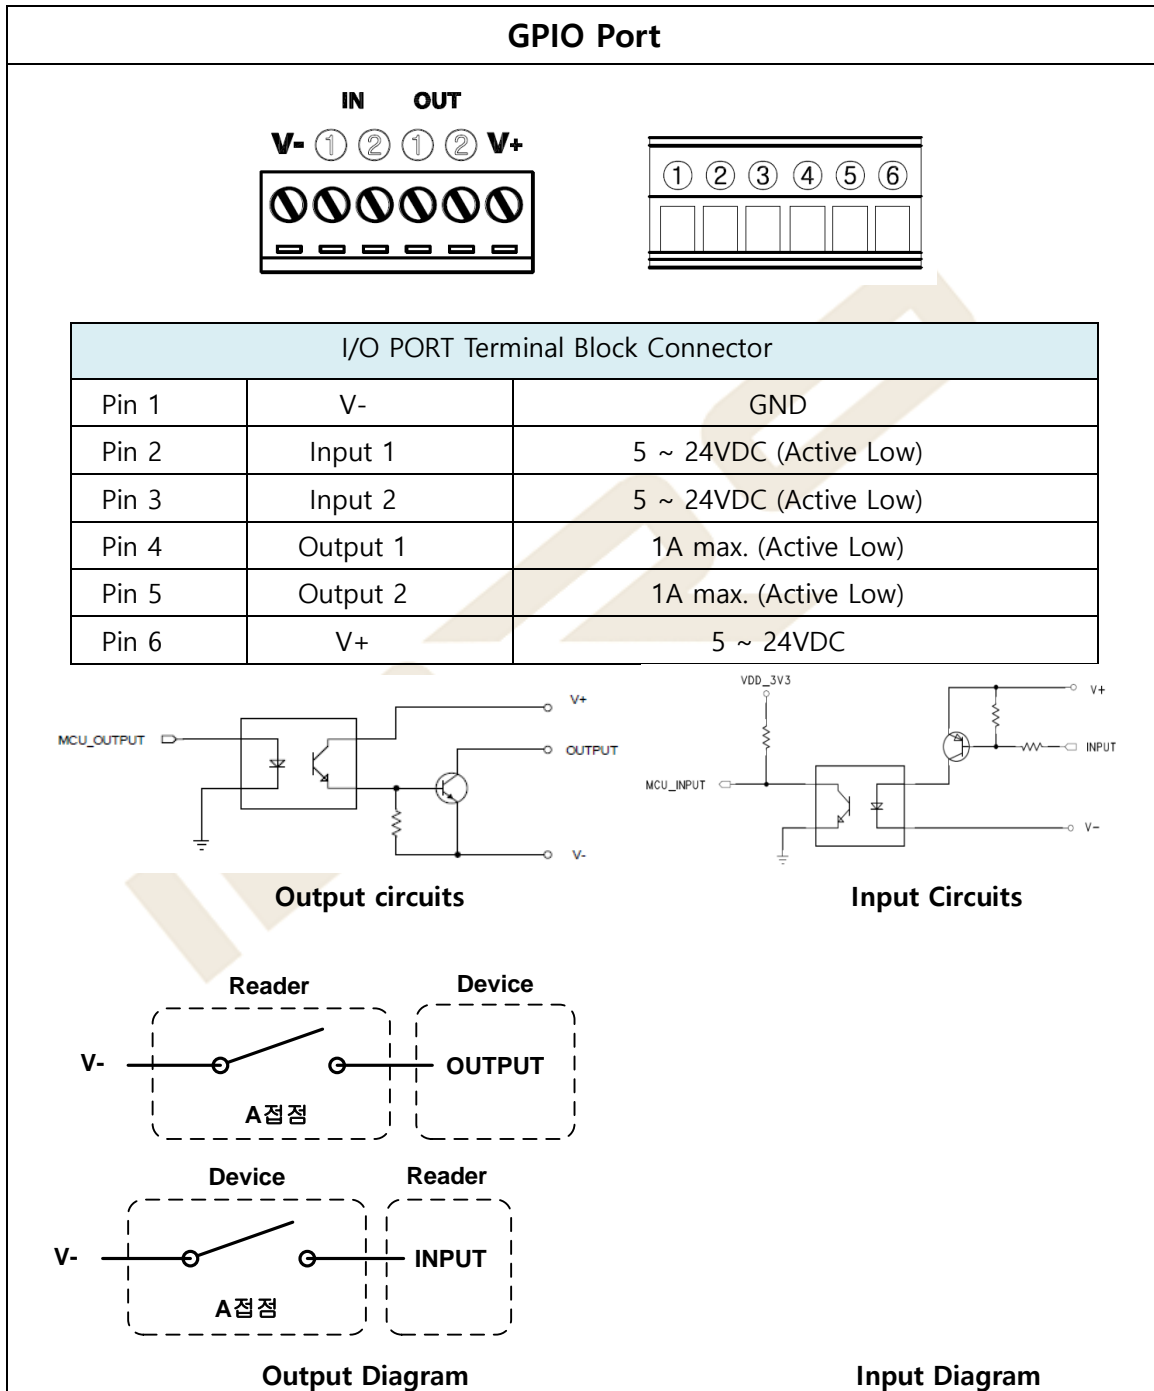 GPIO Port
IN OUT
V- ① ② ① ② V+
① ② ③ ④ ⑤ ⑥
I/O PORT Terminal Block Connector
Pin 1 V- GND
Pin 2 Input 1 5 ~ 24VDC (Active Low)
Pin 3 Input 2 5 ~ 24VDC (Active Low)
Pin 4 Output 1 1A max. (Active Low)
Pin 5 Output 2 1A max. (Active Low)
Pin 6 V+ 5 ~ 24VDC
MCU_OUTPUT
V+
OUTPUT
V-
Output circuits
VDD_3V3
V+
INPUT
MCU_INPUT
V-
Input Circuits
Reader Device
V- OUTPUT
A접점
Device Reader
V- INPUT
A접점
Output Diagram Input Diagram